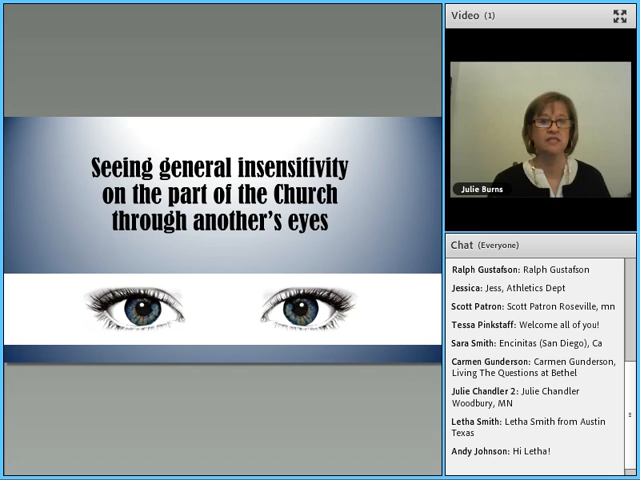 Seeing general insensitivity
on the part of the Church
through another's eyes
Video (1)
Julie Burns
Chat (Everyone)
Ralph Gustafson: Ralph Gustafson
Jessica: Jess, Athletics Dept
Scott Patron: Scott Patron Roseville, mn
Tessa Pinkstaff: Welcome all of you!
Sara Smith: Encinitas (San Diego), Ca
Carmen Gunderson: Carmen Gunderson,
Living The Questions at Bethel
Julie Chandler 2: Julie Chandler
Woodbury, MN
Letha Smith: Letha Smith from Austin
Texas
Andy Johnson: Hi Letha!